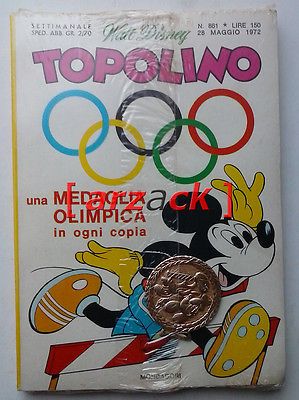 SETTIMANALE
SPED. ABB. GR. 2/70
Walt Disney
N. 861 * LIRE 150
28 MAGGIO 1972
TOPOLINO
una MEDAGLIA
OLIMPICA
in ogni copia
[ arzack ]
MONDADORI